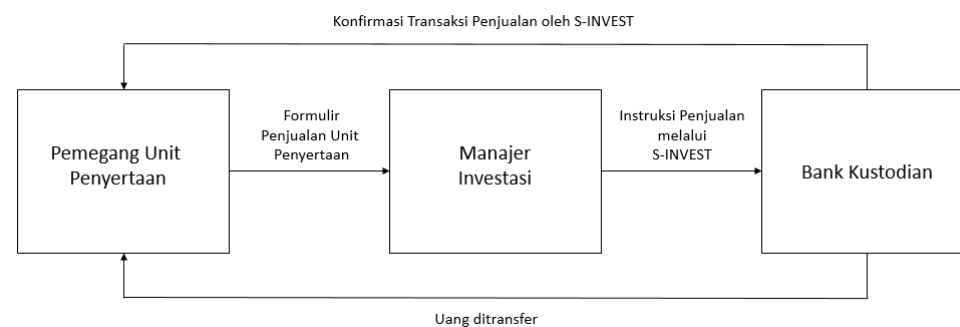 Konfirmasi Transaksi Penjualan oleh S-INVEST
Pemegang Unit
Penyertaan
Formulir
Penjualan Unit
Penyertaan
Manajer
Investasi
Instruksi Penjualan
melalui
S-INVEST
Bank Kustodian
Uang ditransfer